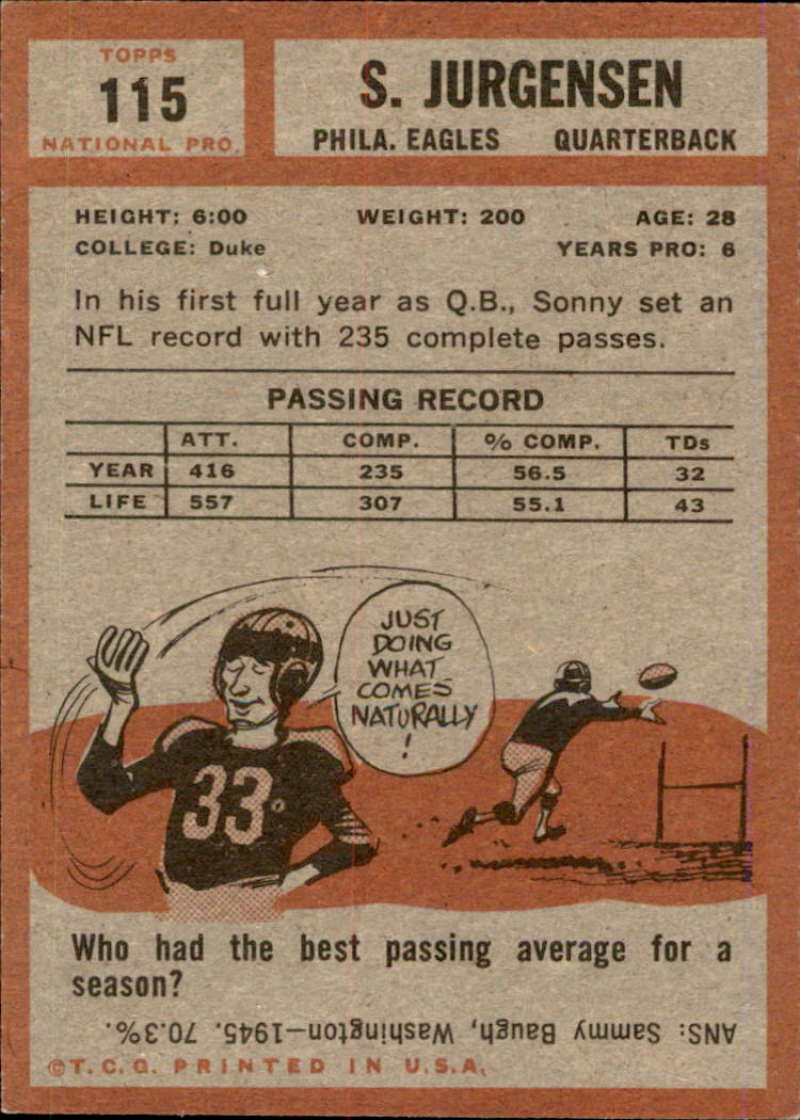 TOPPS
115
NATIONAL PRO.
S. JURGENSEN
PHILA. EAGLES QUARTERBACK
HEIGHT: 6:00 WEIGHT: 200 AGE: 28
COLLEGE: Duke YEARS PRO: 6
In his first full year as Q.B., Sonny set an
NFL record with 235 complete passes.
PASSING RECORD
ATT. COMP. % COMP. TDs
YEAR 416 235 56.5 32
LIFE 557 307 55.1 43
JUST
DOING
WHAT
COMES
NATURALLY
!
33
Who had the best passing average for a
season?
ANS: Sammy Baugh, Washington—1945. 70.3%.
©T.C.G. PRINTED IN U.S.A.